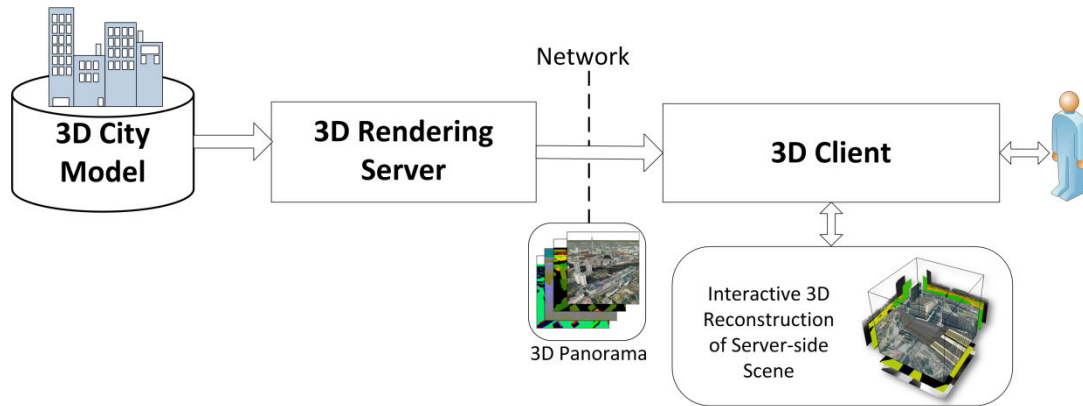 Network
3D City
Model
3D Rendering
Server
3D Client
3D Panorama
Interactive 3D
Reconstruction
of Server-side
Scene